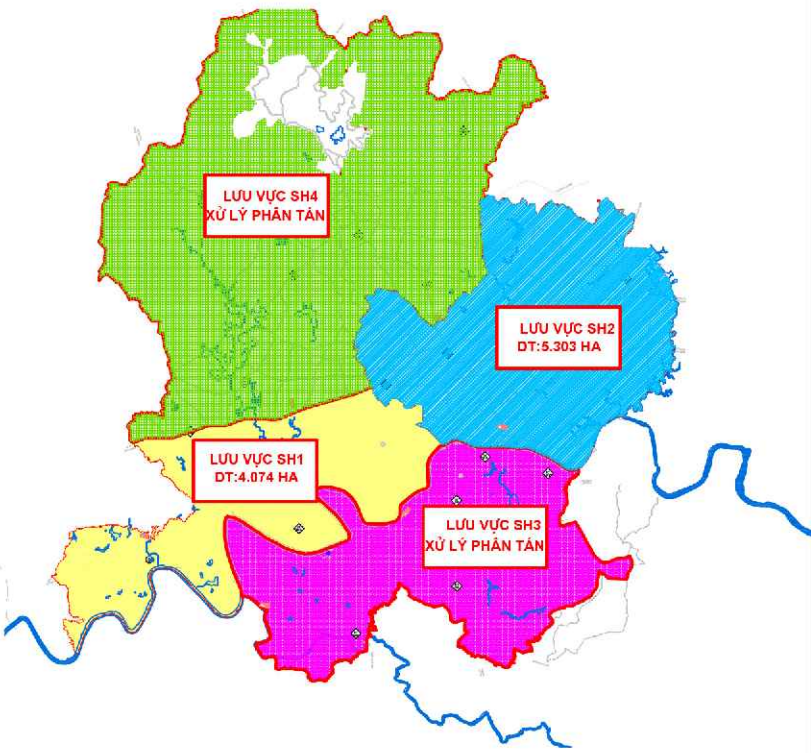 LƯU VỰC SH4
XỬ LÝ PHÂN TÁN
LƯU VỰC SH2
DT:5.303 HA
LƯU VỰC SH1
DT:4.074 HA
LƯU VỰC SH3
XỬ LÝ PHÂN TÁN